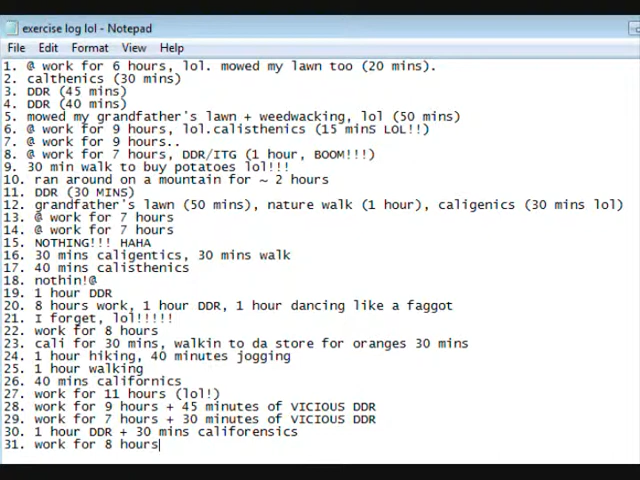 exercise log lol - Notepad
File Edit Format View Help
1. @ work for 6 hours, lol. mowed my lawn too (20 mins).
2. calthenics (30 mins)
3. DDR (45 mins)
4. DDR (40 mins)
5. mowed my grandfather's lawn + weedwacking, lol (50 mins)
6. @ work for 9 hours, lol.calisthenics (15 minS LOL!!)
7. @ work for 9 hours..
8. @ work for 7 hours, DDR/ITG (1 hour, BOOM!!!)
9. 30 min walk to buy potatoes lol!!!
10. ran around on a mountain for ~ 2 hours
11. DDR (30 MINS)
12. grandfather's lawn (50 mins), nature walk (1 hour), caligenics (30 mins lol)
13. @ work for 7 hours
14. @ work for 7 hours
15. NOTHING!!! HAHA
16. 30 mins caligentics, 30 mins walk
17. 40 mins calisthenics
18. nothin!@
19. 1 hour DDR
20. 8 hours work, 1 hour DDR, 1 hour dancing like a faggot
21. I forget, lol!!!!!
22. work for 8 hours
23. cali for 30 mins, walkin to da store for oranges 30 mins
24. 1 hour hiking, 40 minutes jogging
25. 1 hour walking
26. 40 mins californics
27. work for 11 hours (lol!)
28. work for 9 hours + 45 minutes of VICIOUS DDR
29. work for 7 hours + 30 minutes of VICIOUS DDR
30. 1 hour DDR + 30 mins califorensics
31. work for 8 hours